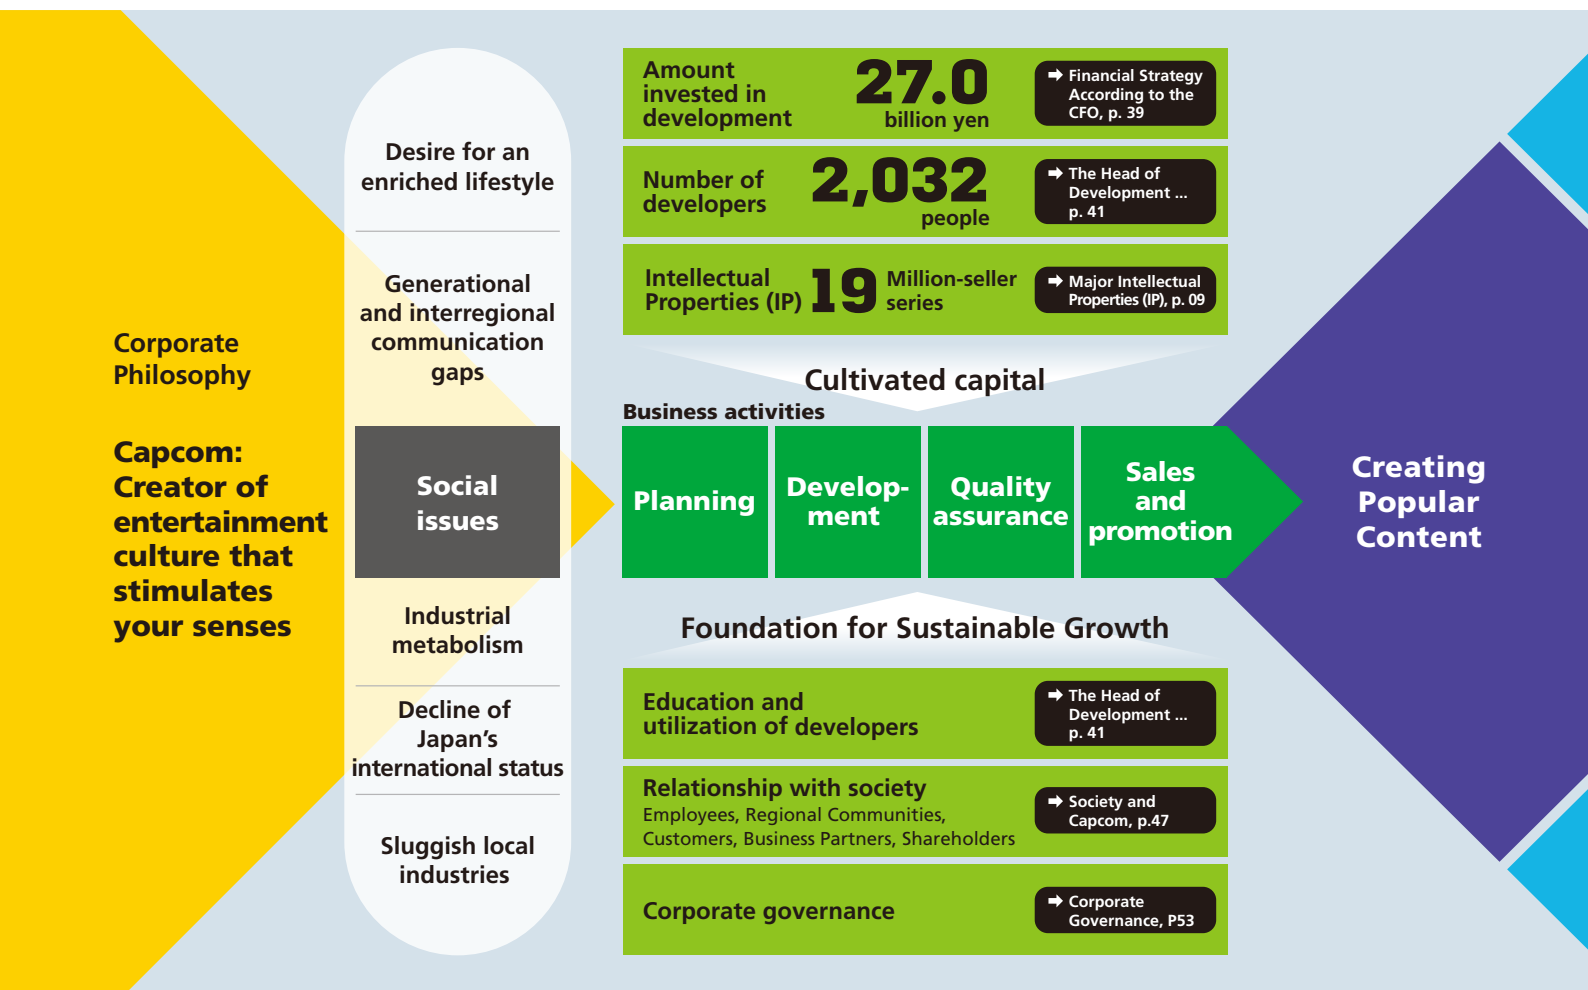 Corporate
Philosophy
Capcom:
Creator of
entertainment
culture that
stimulates
your senses
Desire for an
enriched lifestyle
Generational
and interregional
communication
gaps
Social
issues
Industrial
metabolism
Decline of
Japan's
international status
Sluggish local
industries
Amount
invested in
development
27.0
billion yen
➡ Financial Strategy
According to the
CFO, p. 39
Number of
developers
2,032
people
➡ The Head of
Development ...
p. 41
Intellectual
Properties (IP)
19
Million-seller
series
➡ Major Intellectual
Properties (IP), p. 09
Cultivated capital
Business activities
Planning
Develop-
ment
Quality
assurance
Sales
and
promotion
Foundation for Sustainable Growth
Education and
utilization of developers
➡ The Head of
Development ...
p. 41
Relationship with society
Employees, Regional Communities,
Customers, Business Partners, Shareholders
➡ Society and
Capcom, p.47
Corporate governance
➡ Corporate
Governance, P53
Creating
Popular
Content